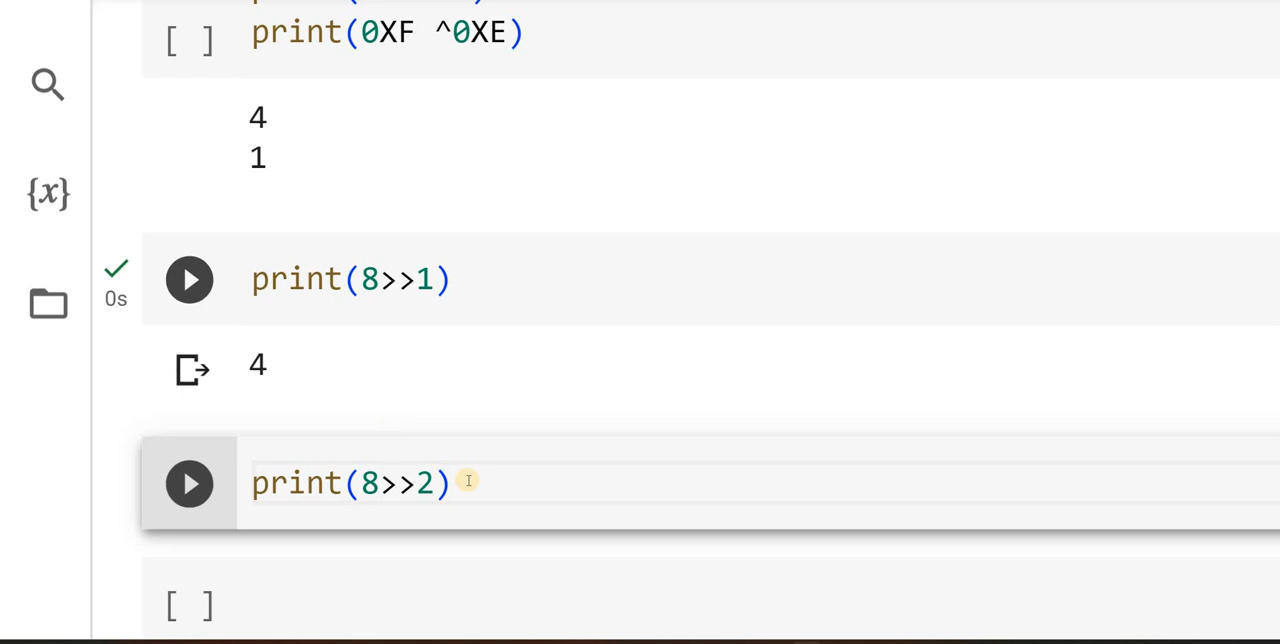 print(0XF ^0XE)
[ ]
4
1
{x}
print(8>>1)
0s
4
print(8>>2)
[ ]